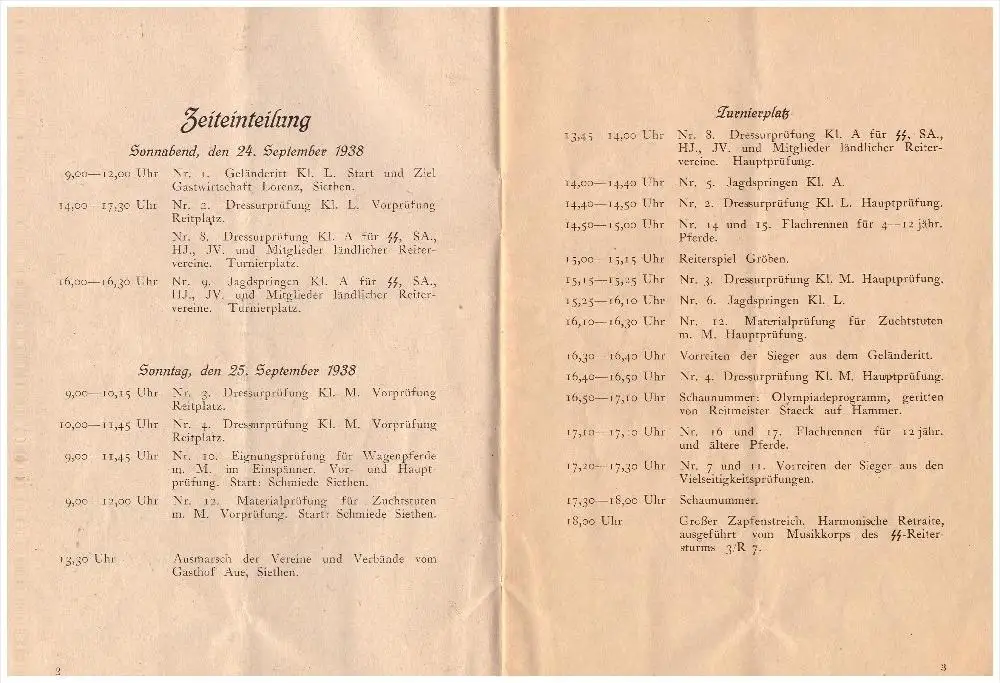 Zeiteinteilung
Sonnabend, den 24. September 1938
9,00—12,00 Uhr Nr. 1. Geländeritt Kl. L. Start und Ziel
Gastwirtschaft Lorenz, Siethen.
14,00—17,30 Uhr Nr. 2. Dressurprüfung Kl. L. Vorprüfung
Reitplatz.
Nr. 8. Dressurprüfung Kl. A für SS, SA.,
HJ., JV. und Mitglieder ländlicher Reiter-
vereine. Turnierplatz.
16,00—16,30 Uhr Nr. 9. Jagdspringen Kl. A für SS, SA.,
HJ., JV. und Mitglieder ländlicher Reiter-
vereine. Turnierplatz.
Sonntag, den 25. September 1938
9,00—10,15 Uhr Nr. 3. Dressurprüfung Kl. M. Vorprüfung
Reitplatz.
10,00—11,45 Uhr Nr. 4. Dressurprüfung Kl. M. Vorprüfung
Reitplatz.
9,00—11,45 Uhr Nr. 10. Eignungsprüfung für Wagenpferde
m. M. im Einspänner. Vor- und Haupt-
prüfung. Start: Schmiede Siethen.
9,00—12,00 Uhr Nr. 12. Materialprüfung für Zuchtstuten
m. M. Vorprüfung. Start: Schmiede Siethen.
13,30 Uhr Ausmarsch der Vereine und Verbände vom
Gasthof Aue, Siethen.
2
Turnierplatz
13,45—14,00 Uhr Nr. 8. Dressurprüfung Kl. A für SS, SA.,
HJ., JV. und Mitglieder ländlicher Reiter-
vereine. Hauptprüfung.
14,00—14,40 Uhr Nr. 5. Jagdspringen Kl. A.
14,40—14,50 Uhr Nr. 2. Dressurprüfung Kl. L. Hauptprüfung.
14,50—15,00 Uhr Nr. 14 und 15. Flachrennen für 4—12 jähr.
Pferde.
15,00—15,15 Uhr Reiterspiel Gröben.
15,15—15,25 Uhr Nr. 3. Dressurprüfung Kl. M. Hauptprüfung.
15,25—16,10 Uhr Nr. 6. Jagdspringen Kl. L.
16,10—16,30 Uhr Nr. 12. Materialprüfung für Zuchtstuten
m. M. Hauptprüfung.
16,30—16,40 Uhr Vorreiten der Sieger aus dem Geländeritt.
16,40—16,50 Uhr Nr. 4. Dressurprüfung Kl. M. Hauptprüfung.
16,50—17,10 Uhr Schaunummer: Olympiadeprogramm, geritten
von Reitmeister Staeck auf Hammer.
17,10— Uhr Nr. 16 und 17. Flachrennen für 12 jähr.
und ältere Pferde.
17,20—17,30 Uhr Nr. 7 und 11. Vorreiten der Sieger aus den
Vielseitigkeitsprüfungen.
17,30—18,00 Uhr Schaunummer.
18,00 Uhr Großer Zapfenstreich. Harmonische Retraite,
ausgeführt vom Musikkorps des SS-Reiter-
sturms 3/R 7.
3